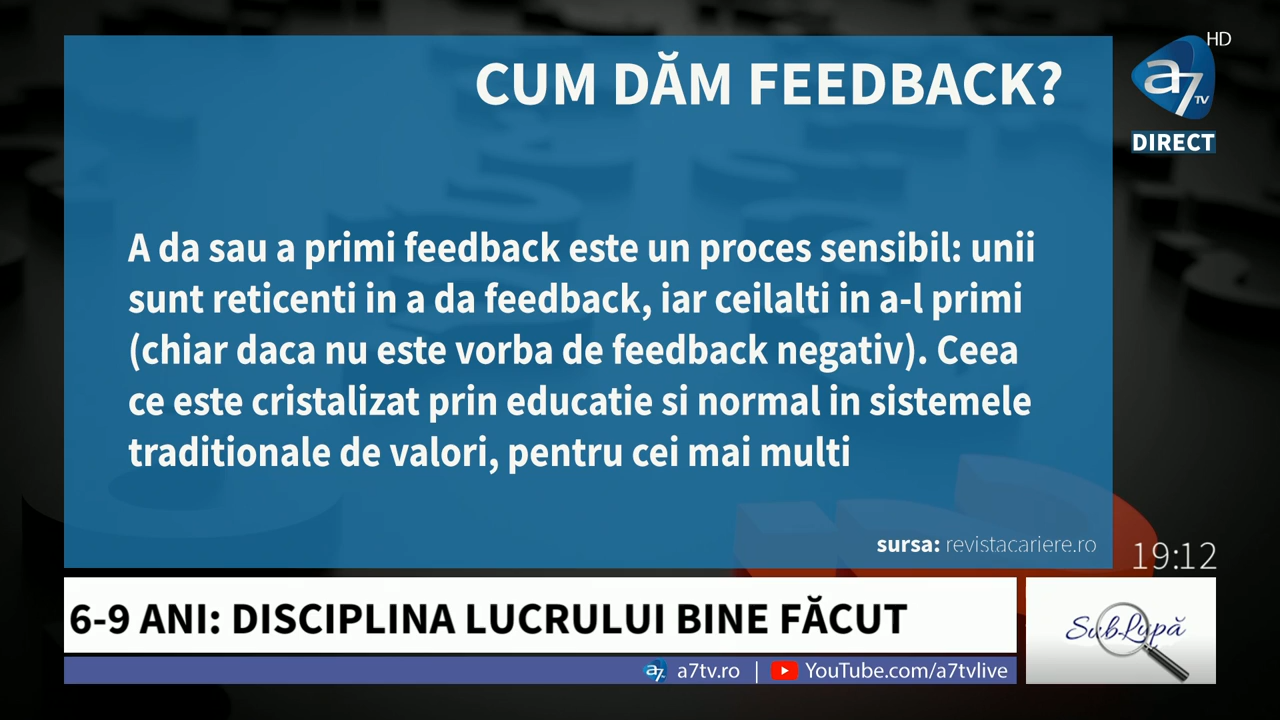 CUM DĂM FEEDBACK?
HD
a7 TV
DIRECT
A da sau a primi feedback este un proces sensibil: unii
sunt reticenti in a da feedback, iar ceilalti in a-l primi
(chiar daca nu este vorba de feedback negativ). Ceea
ce este cristalizat prin educatie si normal in sistemele
traditionale de valori, pentru cei mai multi
sursa: revistacariere.ro
19:12
6-9 ANI: DISCIPLINA LUCRULUI BINE FĂCUT
SubLupă
a7 a7tv.ro | YouTube.com/a7tvlive